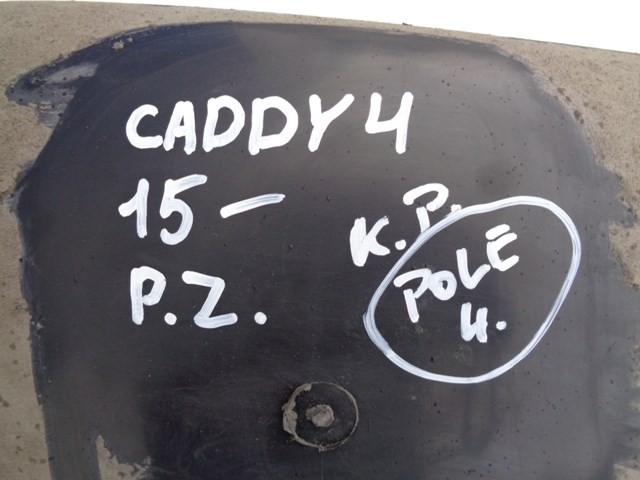 CADDY 4
15-
P.Z.
K.P.
POLE
4.